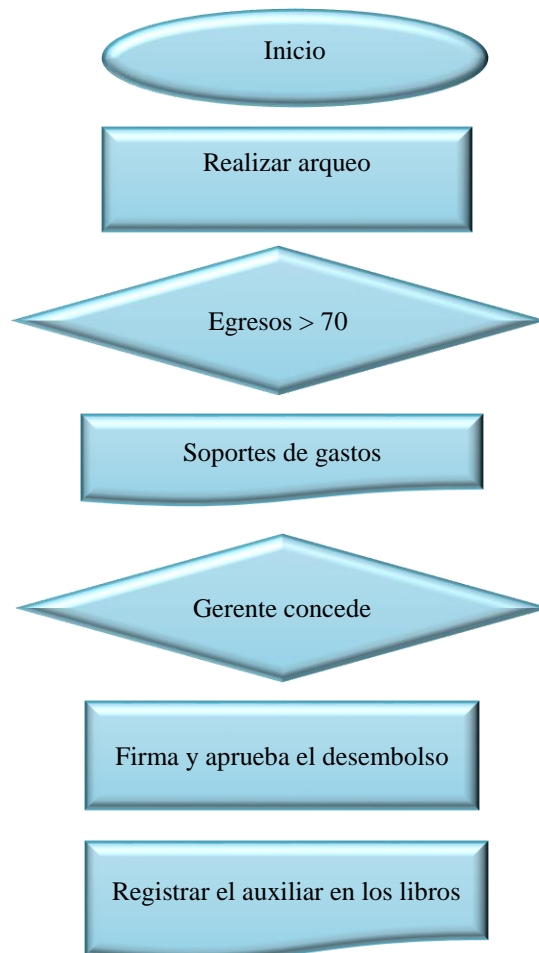 Inicio
Realizar arqueo
Egresos > 70
Soportes de gastos
Gerente concede
Firma y aprueba el desembolso
Registrar el auxiliar en los libros